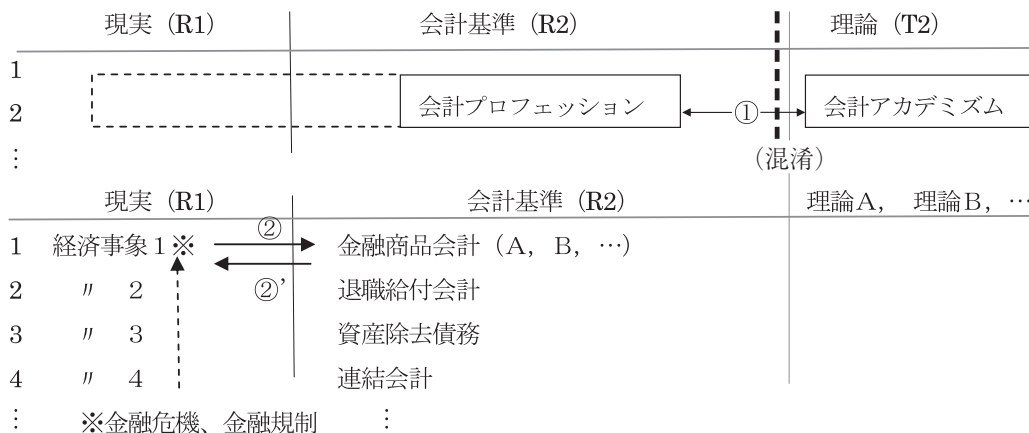 現実（R1） 会計基準（R2） 理論（T2）
1
会計プロフェッション ① 会計アカデミズム
2
⋮ （混淆）
現実（R1） 会計基準（R2） 理論Ａ， 理論Ｂ，…
1 経済事象１※ ② 金融商品会計（Ａ，Ｂ，…）
②’
2 〃 ２ 退職給付会計
3 〃 ３ 資産除去債務
4 〃 ４ 連結会計
⋮ ※金融危機、金融規制 ⋮